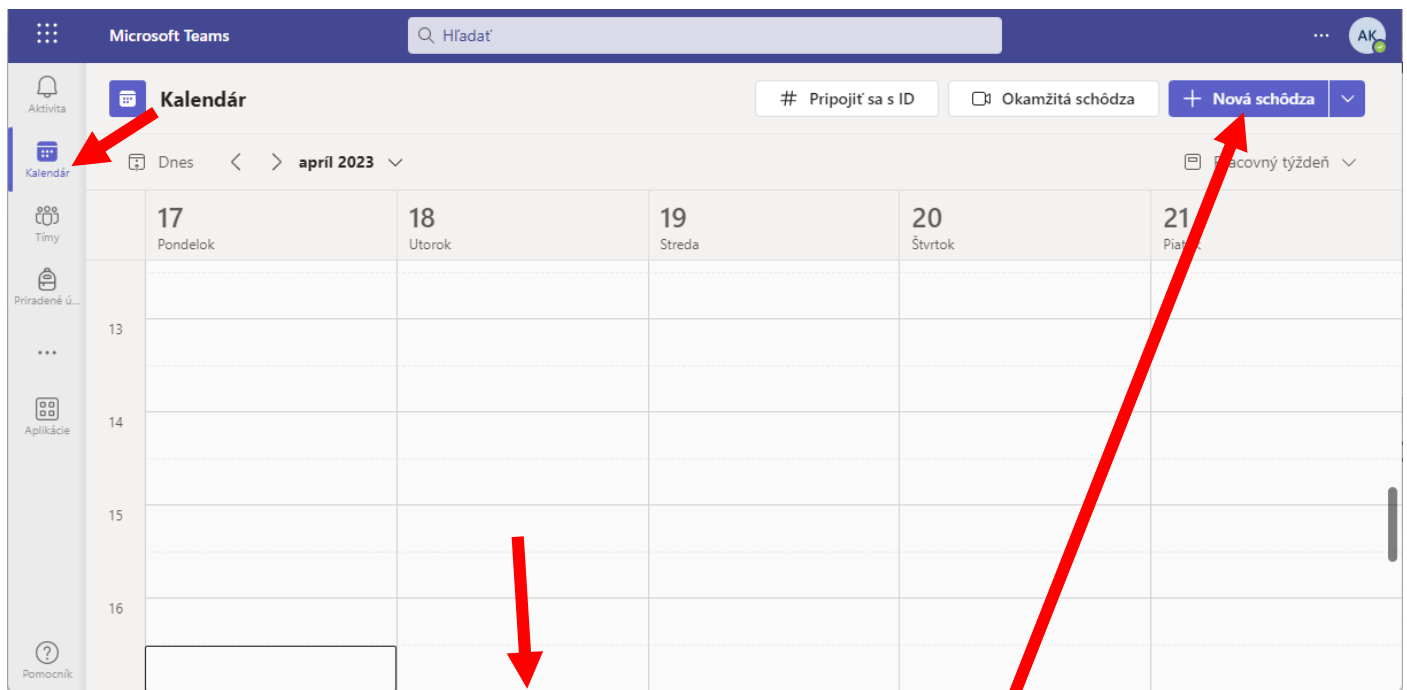 Microsoft Teams
Hľadať
AK
Aktivita
Kalendár
Tímy
Priradené ú...
Aplikácie
Pomocník
Kalendár
Pripojiť sa s ID
Okamžitá schôdza
Nová schôdza
Dnes
apríl 2023
týždeň
17
Pondelok
18
Utorok
19
Streda
20
Štvrtok
21
13
14
15
16